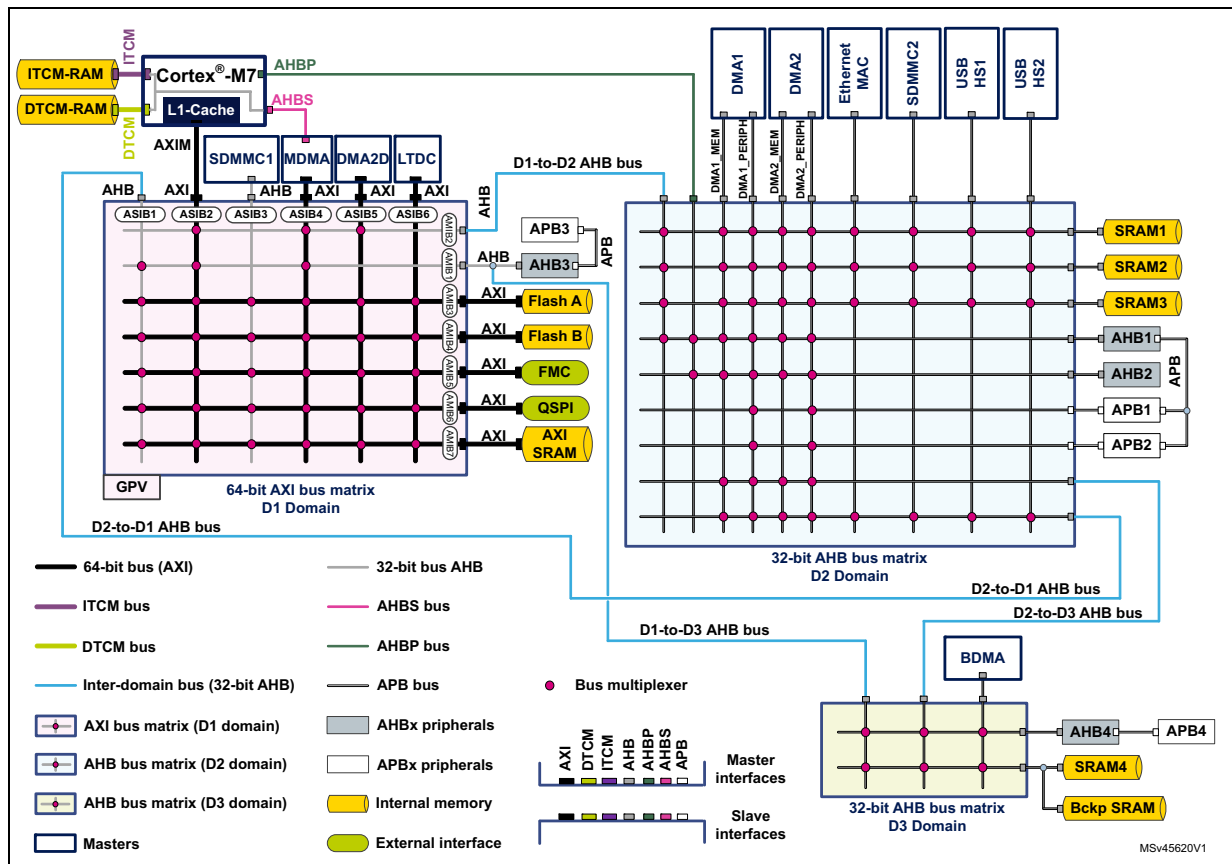 ITCM-RAM
DTCM-RAM
ITCM
DTCM
Cortex®-M7
L1-Cache
AHBP
AHBS
AXIM
SDMMC1
MDMA
DMA2D
LTDC
AHB
AXI
AHB
AXI
AXI
AXI
ASIB1
ASIB2
ASIB3
ASIB4
ASIB5
ASIB6
AMIB2
AMIB1
AMIB3
AMIB4
AMIB5
AMIB6
AMIB7
AHB
D1-to-D2 AHB bus
APB3
AHB
AHB3
APB
AXI
Flash A
AXI
Flash B
AXI
FMC
AXI
QSPI
AXI
AXI
SRAM
GPV
64-bit AXI bus matrix
D1 Domain
D2-to-D1 AHB bus
DMA1
DMA2
Ethernet
MAC
SDMMC2
USB
HS1
USB
HS2
DMA1_MEM
DMA1_PERIPH
DMA2_MEM
DMA2_PERIPH
SRAM1
SRAM2
SRAM3
AHB1
AHB2
APB1
APB2
APB
32-bit AHB bus matrix
D2 Domain
D2-to-D1 AHB bus
D2-to-D3 AHB bus
D1-to-D3 AHB bus
BDMA
AHB4
APB4
SRAM4
Bckp SRAM
32-bit AHB bus matrix
D3 Domain
64-bit bus (AXI)
ITCM bus
DTCM bus
Inter-domain bus (32-bit AHB)
AXI bus matrix (D1 domain)
AHB bus matrix (D2 domain)
AHB bus matrix (D3 domain)
Masters
32-bit bus AHB
AHBS bus
AHBP bus
APB bus
AHBx pripherals
APBx pripherals
Internal memory
External interface
Bus multiplexer
AXI
DTCM
ITCM
AHB
AHBP
AHBS
APB
Master
interfaces
Slave
interfaces
MSv45620V1